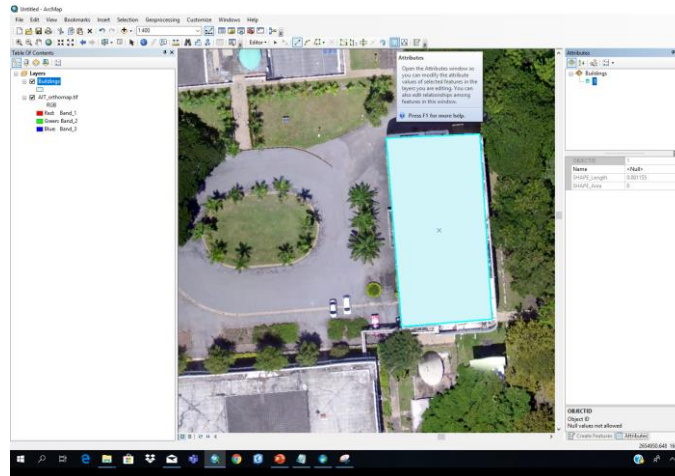 Untitled - ArcMap
File Edit View Bookmarks Insert Selection Geoprocessing Customize Windows Help
1:400
Editor
Table Of Contents
Layers
Buildings
AIT_orthomap.tif
RGB
Red: Band_1
Green: Band_2
Blue: Band_3
Attributes
Open the Attributes window so
you can modify the attribute
values of selected features in the
layers you are editing. You can
also edit relationships among
features in this window.
Press F1 for more help.
Attributes
Buildings
1
OBJECTID 1
Name <Null>
SHAPE_Length 0.001155
SHAPE_Area 0
OBJECTID
Object ID
Null values not allowed
Create Features Attributes